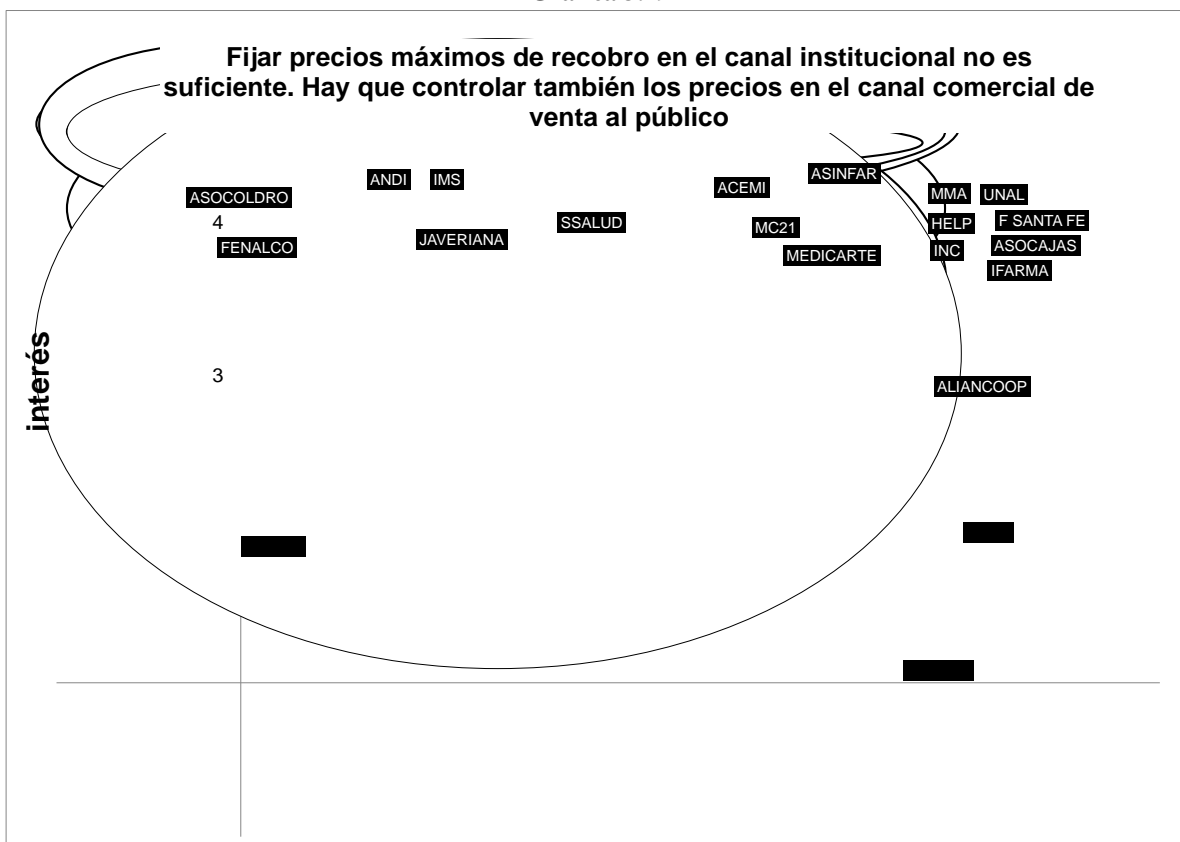 Fijar precios máximos de recobro en el canal institucional no es
suficiente. Hay que controlar también los precios en el canal comercial de
venta al público
ASINFAR
ANDI
IMS
ACEMI
ASOCOLDRO
MMA
UNAL
4
SSALUD
MC21
HELP
F SANTA FE
FENALCO
JAVERIANA
MEDICARTE
INC
ASOCAJAS
IFARMA
interés
3
ALIANCOOP